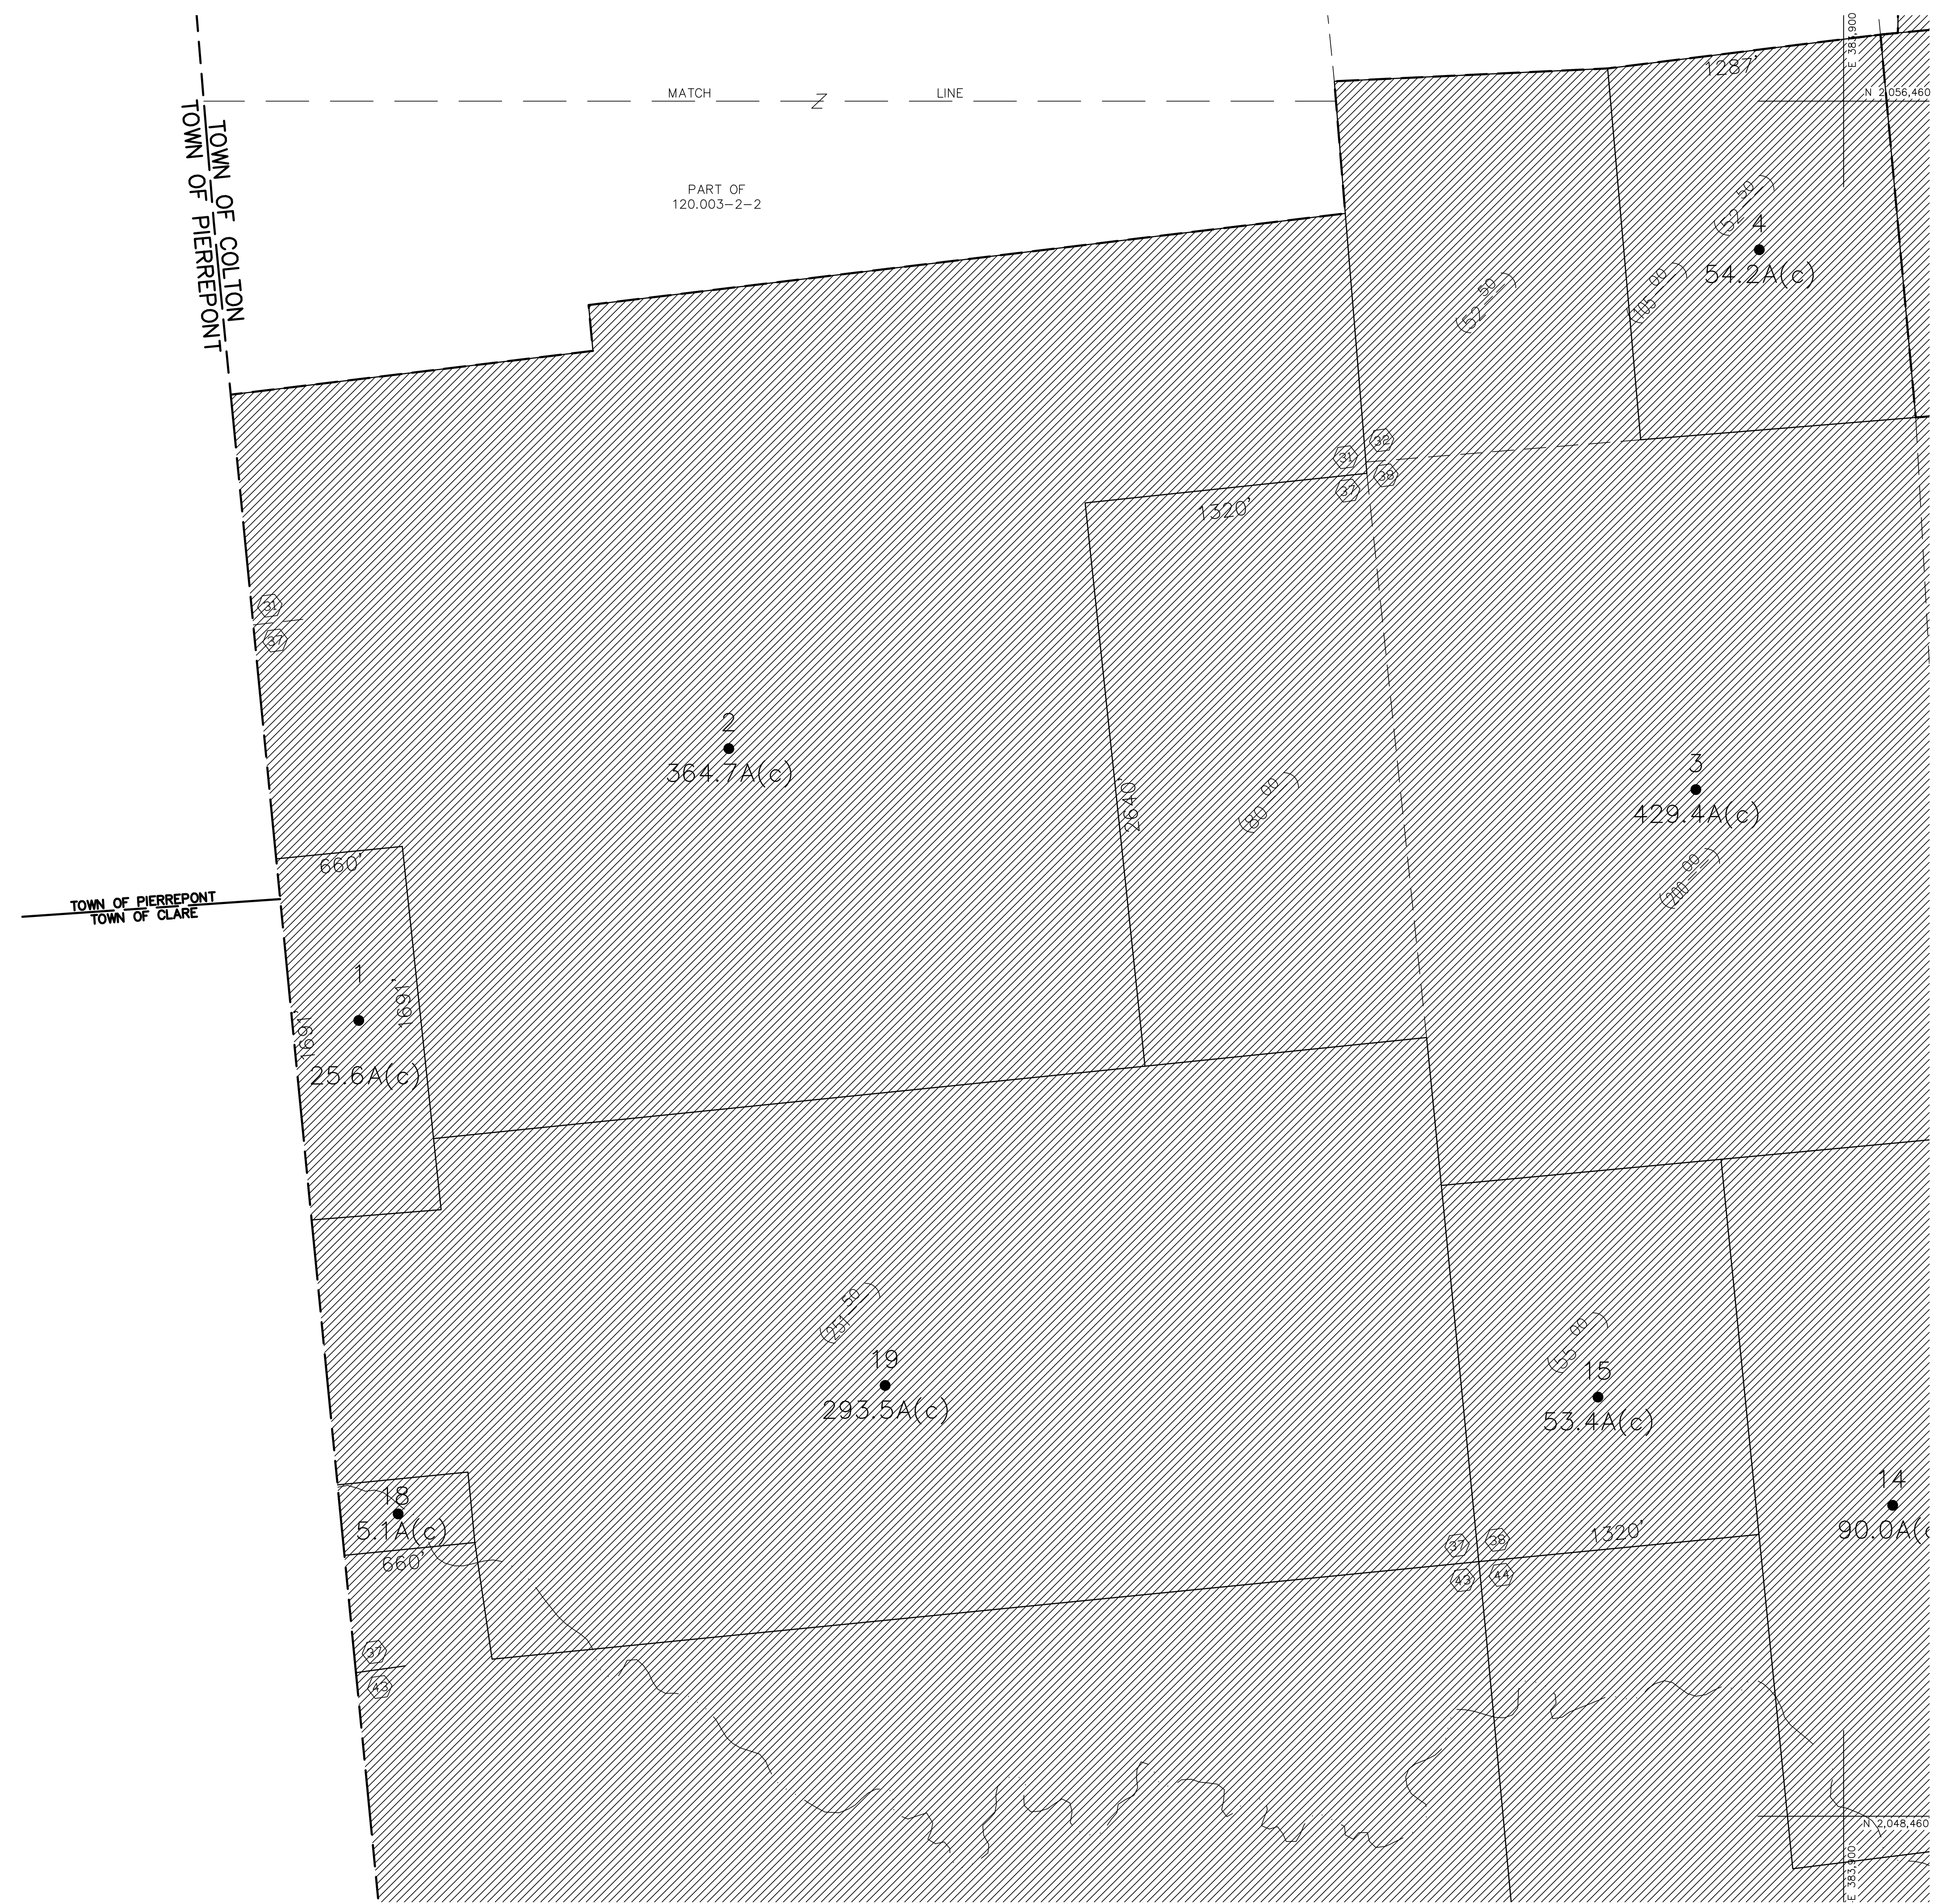 E 383,900
1287'
MATCH
LINE
N 2,056,460
TOWN OF COLTON
TOWN OF PIERREPONT
PART OF
120.003-2-2
(52 50)
4
54.2A(c)
(52 50)
(105 00)
31
32
37
38
1320'
31
37
2
364.7A(c)
2640'
(80 00)
3
429.4A(c)
(200 00)
660'
TOWN OF PIERREPONT
TOWN OF CLARE
1
1691'
1691'
25.6A(c)
(251 50)
19
293.5A(c)
(55 00)
15
53.4A(c)
14
90.0A(
18
5.1A(c)
660'
37
38
1320'
43
44
37
43
N 2,048,460
E 383,900